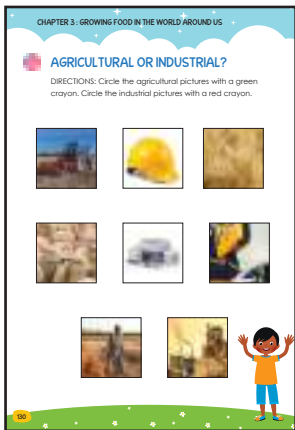 CHAPTER 3 : GROWING FOOD IN THE WORLD AROUND US
AGRICULTURAL OR INDUSTRIAL?
DIRECTIONS: Circle the agricultural pictures with a green
crayon. Circle the industrial pictures with a red crayon.
130